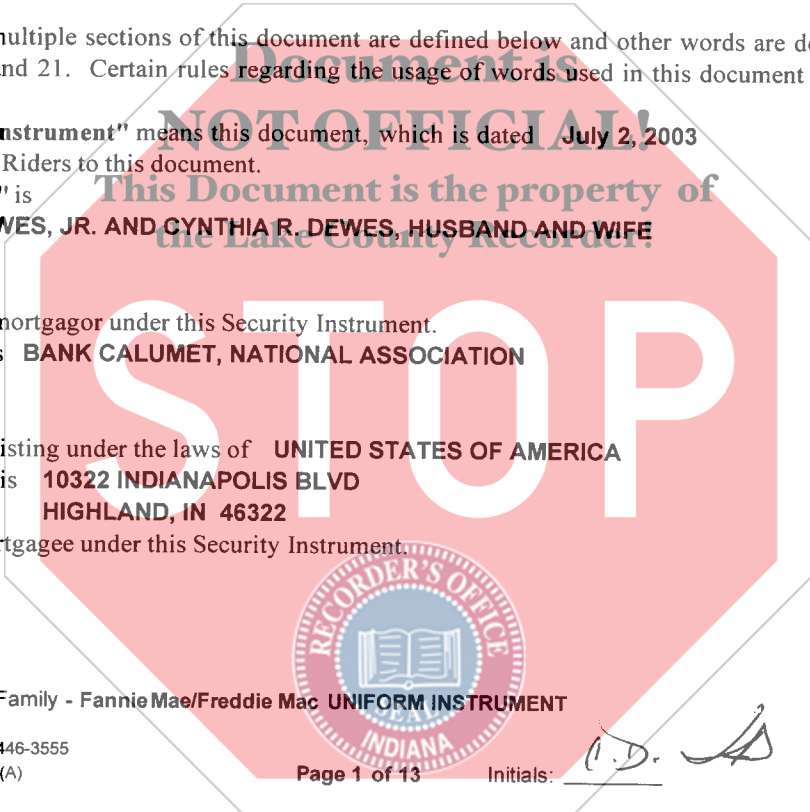 multiple sections of this document are defined below and other words are de
nd 21. Certain rules regarding the usage of words used in this document
Document is
nstrument" means this document, which is dated July 2, 2003
NOT OFFICIAL!
Riders to this document.
" is
This Document is the property of
WES, JR. AND CYNTHIA R. DEWES, HUSBAND AND WIFE
the Lake County Recorder!
mortgagor under this Security Instrument.
s BANK CALUMET, NATIONAL ASSOCIATION
STOP
isting under the laws of UNITED STATES OF AMERICA
is 10322 INDIANAPOLIS BLVD
HIGHLAND, IN 46322
rtgagee under this Security Instrument.
RECORDER'S OFFICE
Family - Fannie Mae/Freddie Mac UNIFORM INSTRUMENT
SEAL
INDIANA
446-3555
(A)
Page 1 of 13
Initials: C.D.